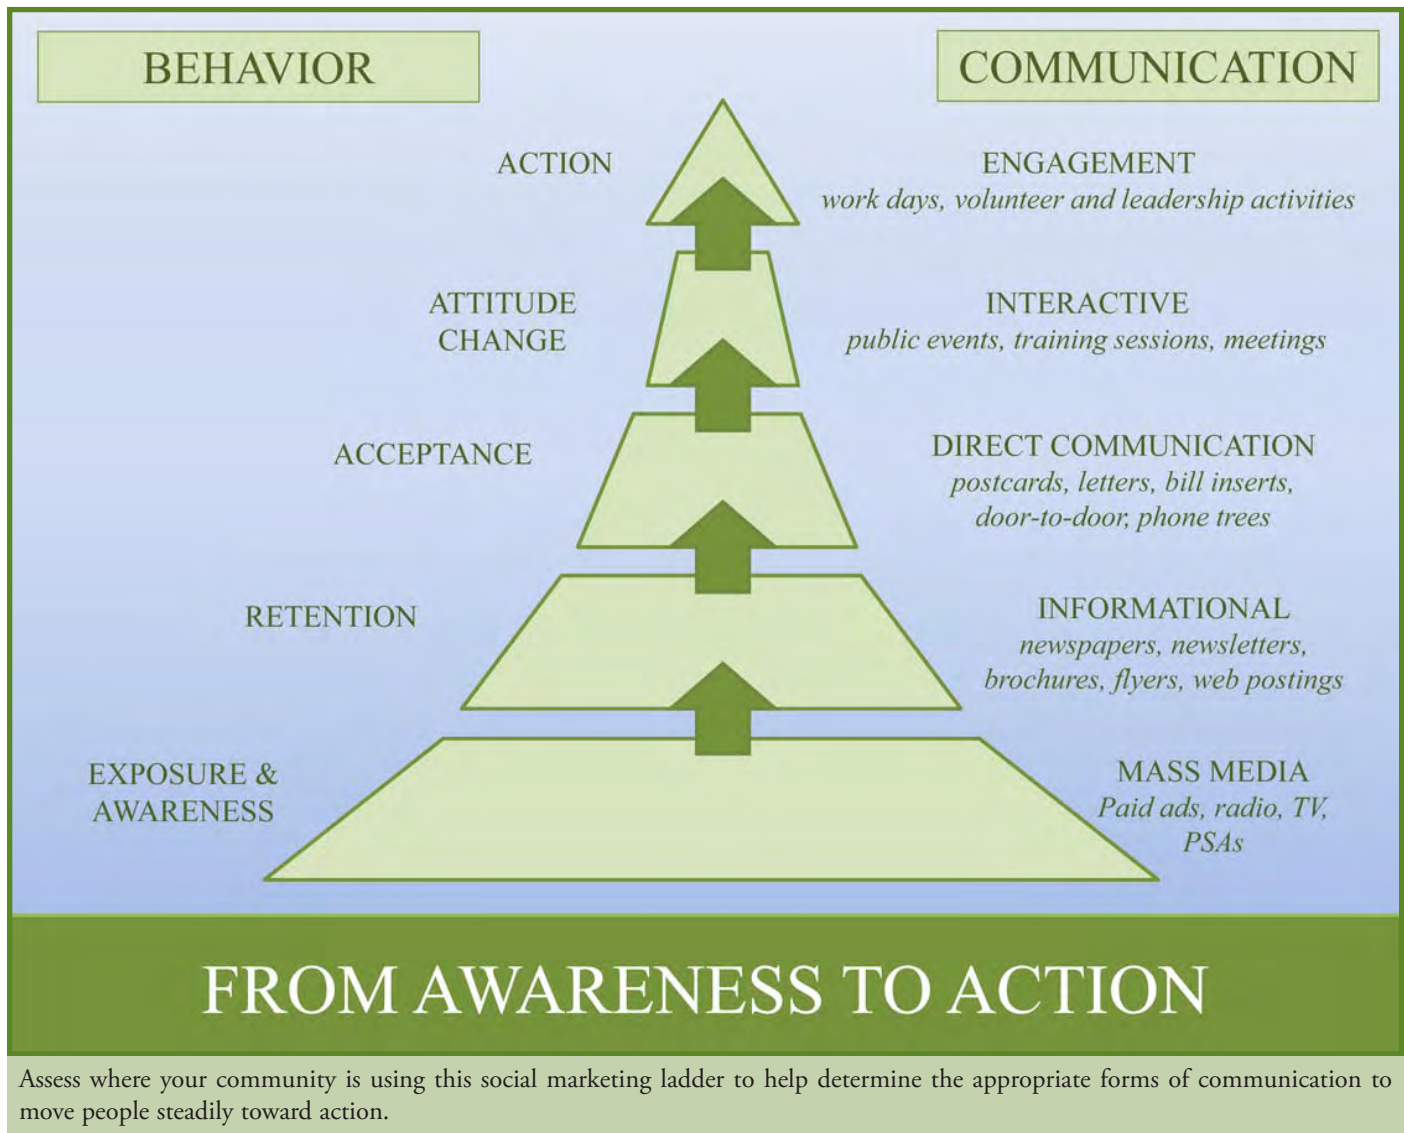 BEHAVIOR
COMMUNICATION
ACTION
ENGAGEMENT
work days, volunteer and leadership activities
ATTITUDE
CHANGE
INTERACTIVE
public events, training sessions, meetings
ACCEPTANCE
DIRECT COMMUNICATION
postcards, letters, bill inserts,
door-to-door, phone trees
RETENTION
INFORMATIONAL
newspapers, newsletters,
brochures, flyers, web postings
EXPOSURE &
AWARENESS
MASS MEDIA
Paid ads, radio, TV,
PSAs
FROM AWARENESS TO ACTION
Assess where your community is using this social marketing ladder to help determine the appropriate forms of communication to
move people steadily toward action.